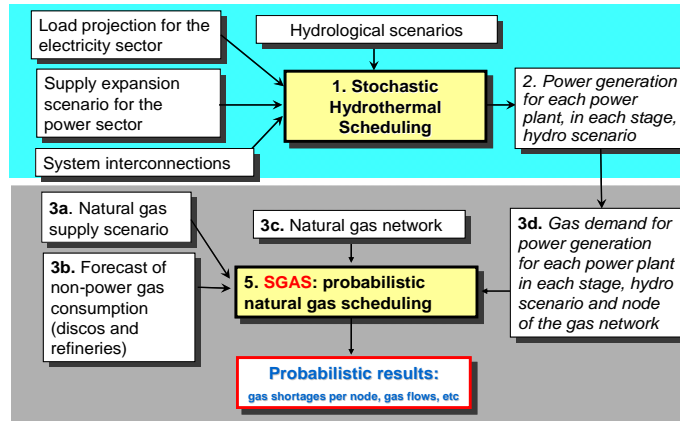 Load projection for the
electricity sector
Hydrological scenarios
Supply expansion
scenario for the
power sector
1. Stochastic
Hydrothermal
Scheduling
2. Power generation
for each power
plant, in each stage,
hydro scenario
System interconnections
3a. Natural gas
supply scenario
3c. Natural gas network
3d. Gas demand for
power generation
for each power plant
in each stage, hydro
scenario and node
of the gas network
3b. Forecast of
non-power gas
consumption
(discos and
refineries)
5. SGAS: probabilistic
natural gas scheduling
Probabilistic results:
gas shortages per node, gas flows, etc